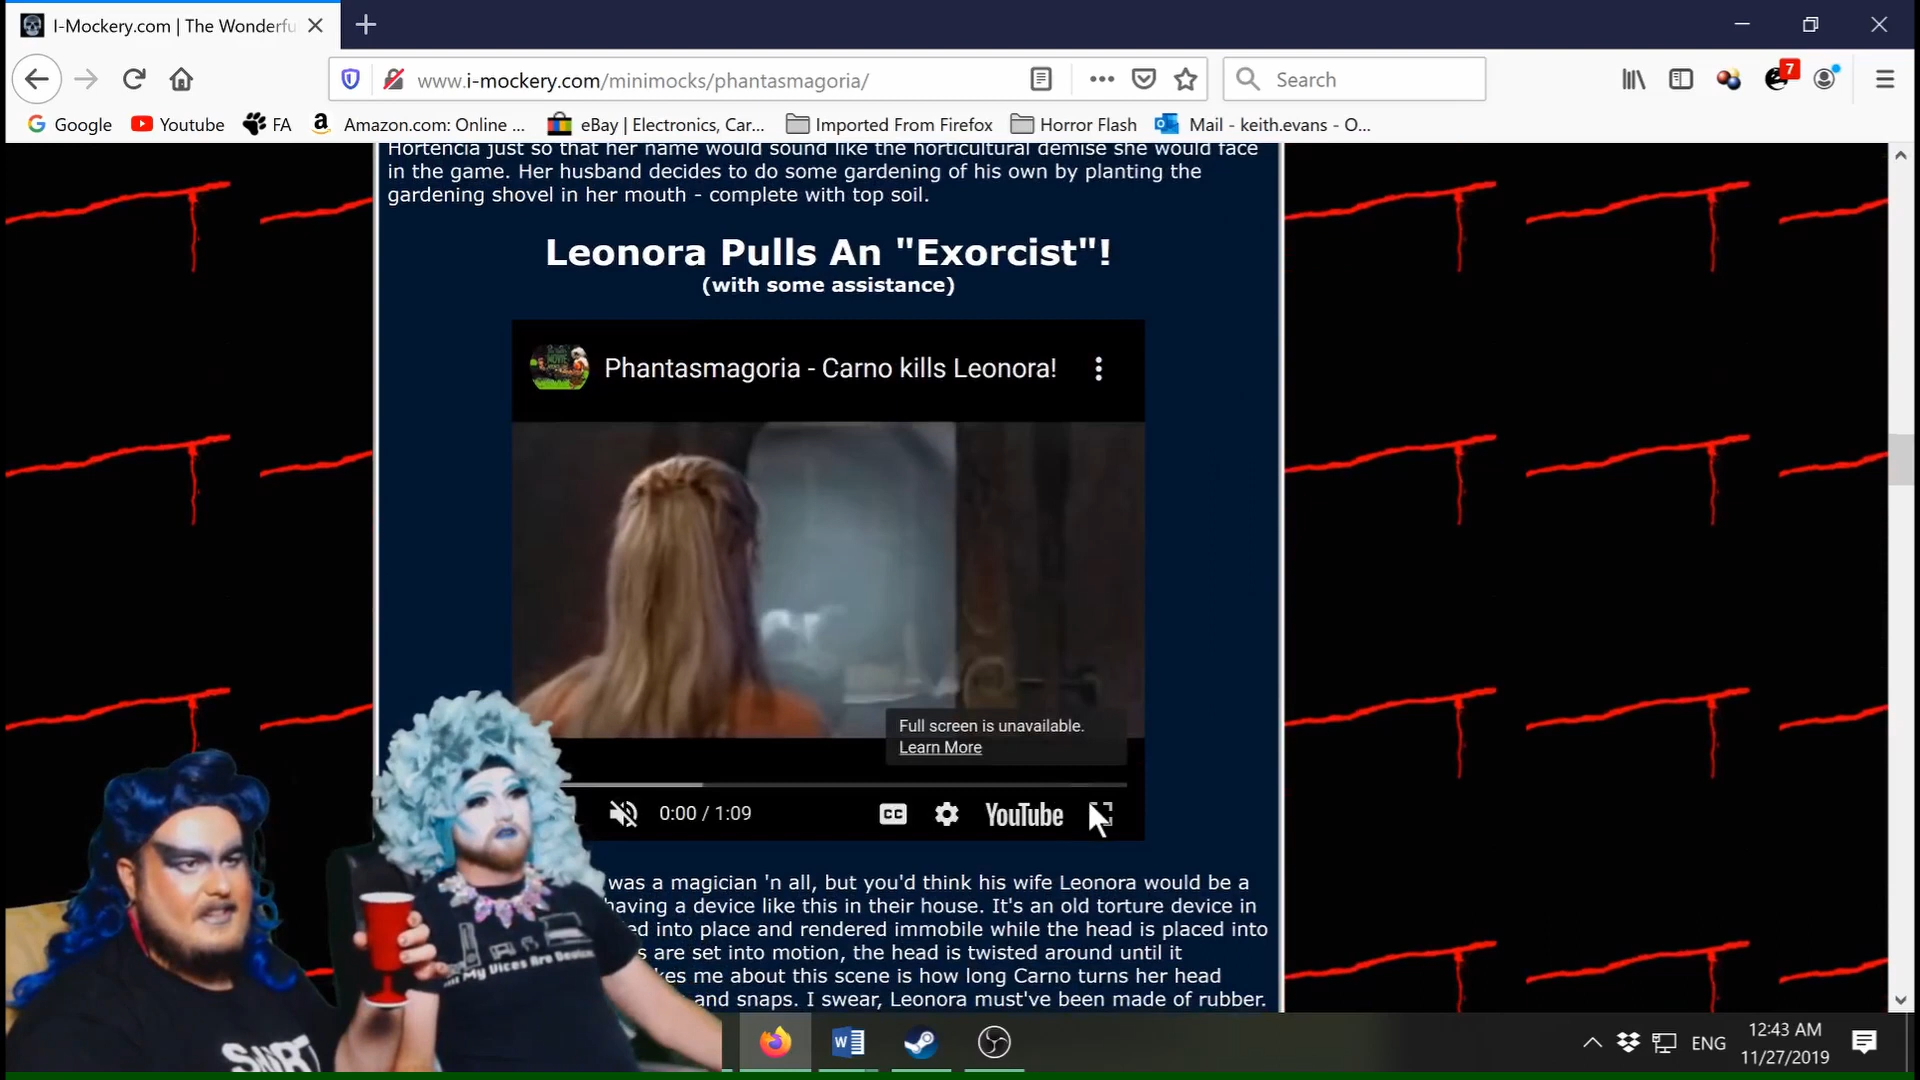 I-Mockery.com | The Wonderfu
www.i-mockery.com/minimocks/phantasmagoria/
Search
7
Google
Youtube
FA
Amazon.com: Online ...
eBay | Electronics, Car...
Imported From Firefox
Horror Flash
Mail - keith.evans - O...
Hortencia just so that her name would sound like the horticultural demise she would face
in the game. Her husband decides to do some gardening of his own by planting the
gardening shovel in her mouth - complete with top soil.
Leonora Pulls An "Exorcist"!
(with some assistance)
Phantasmagoria - Carno kills Leonora!
Full screen is unavailable.
Learn More
0:00 / 1:09
CC
YouTube
was a magician 'n all, but you'd think his wife Leonora would be a
having a device like this in their house. It's an old torture device in
ed into place and rendered immobile while the head is placed into
s are set into motion, the head is twisted around until it
kes me about this scene is how long Carno turns her head
and snaps. I swear, Leonora must've been made of rubber.
My Vices Are
ENG
12:43 AM
11/27/2019